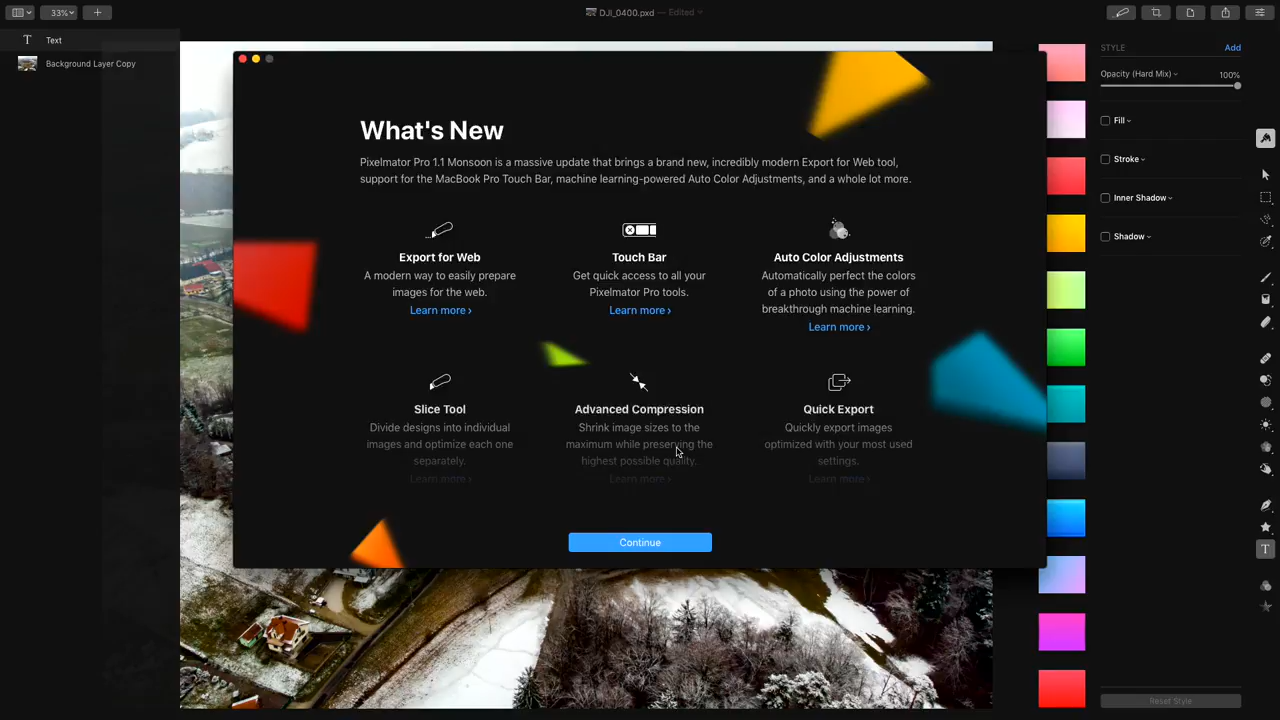 33%
DJI_0400.pxd — Edited
Text
Background Layer Copy
STYLE
Add
Opacity (Hard Mix)
100%
Fill
Stroke
Inner Shadow
Shadow
Reset Style
What's New
Pixelmator Pro 1.1 Monsoon is a massive update that brings a brand new, incredibly modern Export for Web tool,
support for the MacBook Pro Touch Bar, machine learning-powered Auto Color Adjustments, and a whole lot more.
Export for Web
A modern way to easily prepare
images for the web.
Learn more ›
Touch Bar
Get quick access to all your
Pixelmator Pro tools.
Learn more ›
Auto Color Adjustments
Automatically perfect the colors
of a photo using the power of
breakthrough machine learning.
Learn more ›
Slice Tool
Divide designs into individual
images and optimize each one
separately.
Learn more ›
Advanced Compression
Shrink image sizes to the
maximum while preserving the
highest possible quality.
Learn more ›
Quick Export
Quickly export images
optimized with your most used
settings.
Learn more ›
Continue